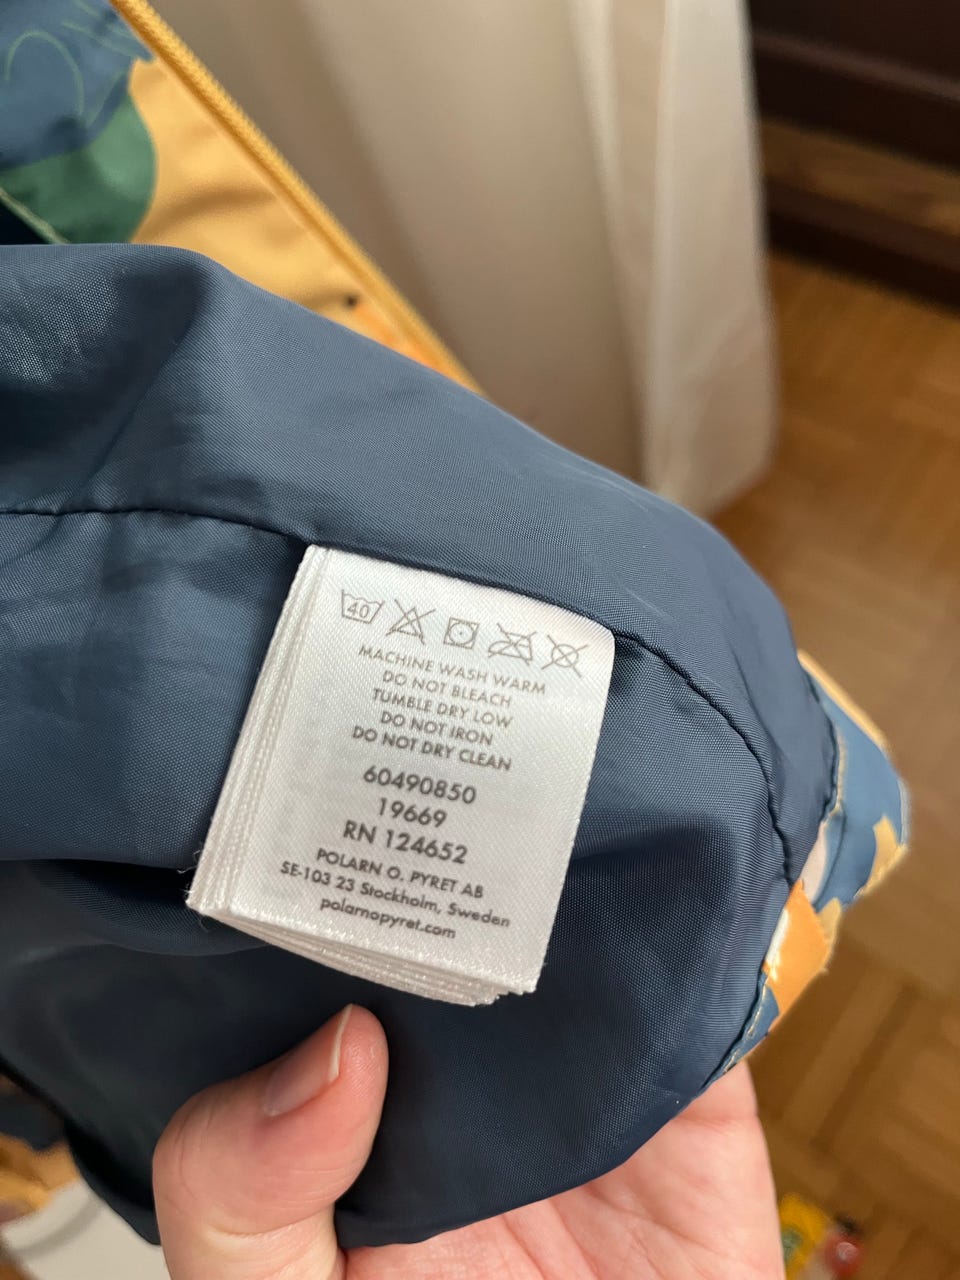 40
MACHINE WASH WARM
DO NOT BLEACH
TUMBLE DRY LOW
DO NOT IRON
DO NOT DRY CLEAN
60490850
19669
RN 124652
POLARN O. PYRET AB
SE-103 23 Stockholm, Sweden
polarnopyret.com